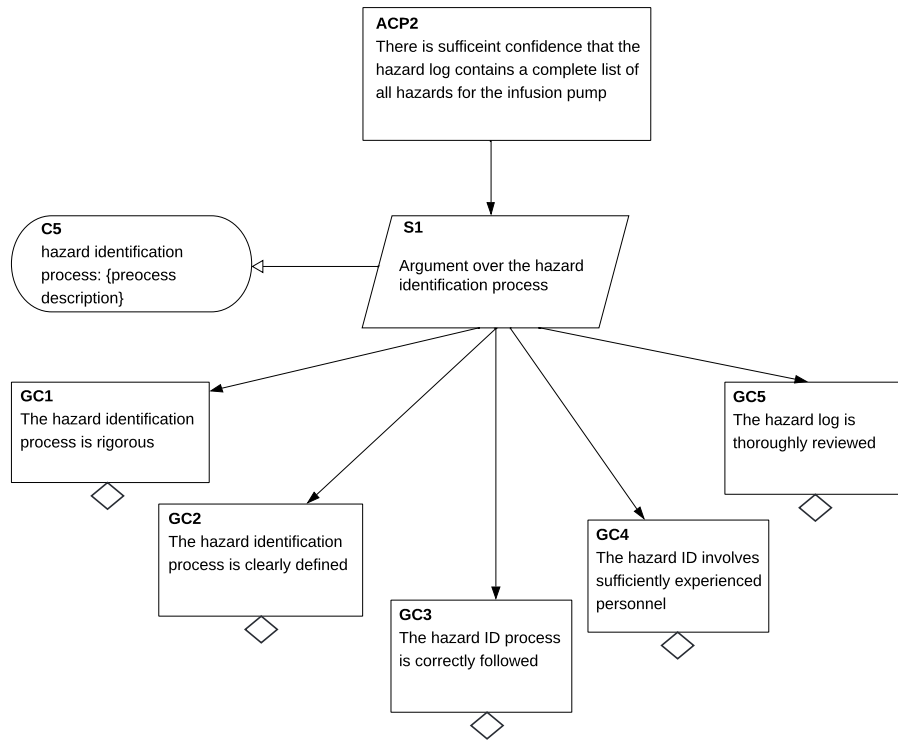 ACP2
There is sufficeint confidence that the
hazard log contains a complete list of
all hazards for the infusion pump
C5
hazard identification
process: {preocess
description}
S1
Argument over the hazard
identification process
GC1
The hazard identification
process is rigorous
GC2
The hazard identification
process is clearly defined
GC3
The hazard ID process
is correctly followed
GC4
The hazard ID involves
sufficiently experienced
personnel
GC5
The hazard log is
thoroughly reviewed